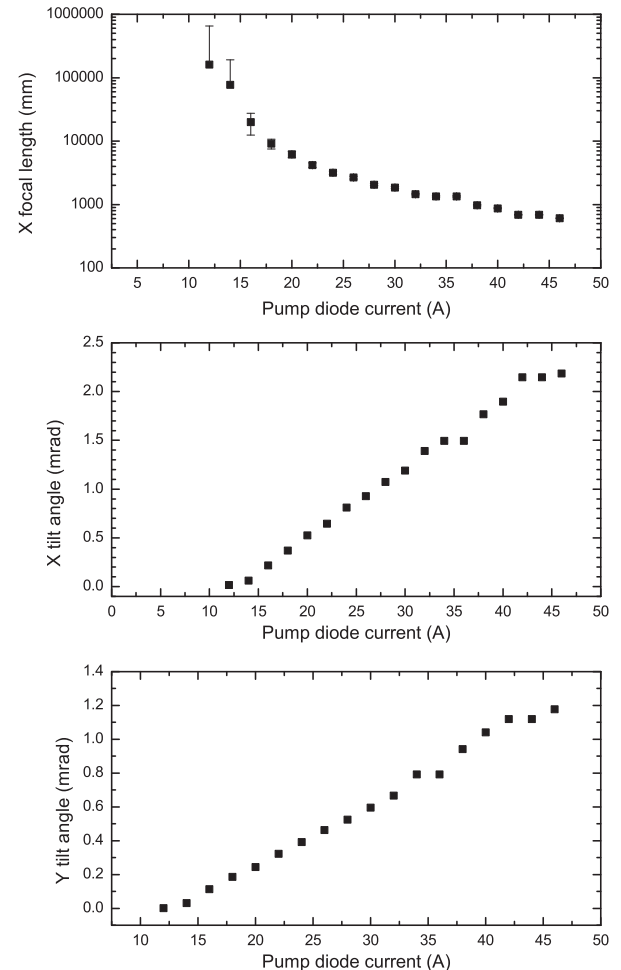 1000000
100000
10000
1000
100
X focal length (mm)
5 10 15 20 25 30 35 40 45 50
Pump diode current (A)
2.5
2.0
1.5
1.0
0.5
0.0
X tilt angle (mrad)
0 5 10 15 20 25 30 35 40 45 50
Pump diode current (A)
1.4
1.2
1.0
0.8
0.6
0.4
0.2
0.0
Y tilt angle (mrad)
10 15 20 25 30 35 40 45 50
Pump diode current (A)